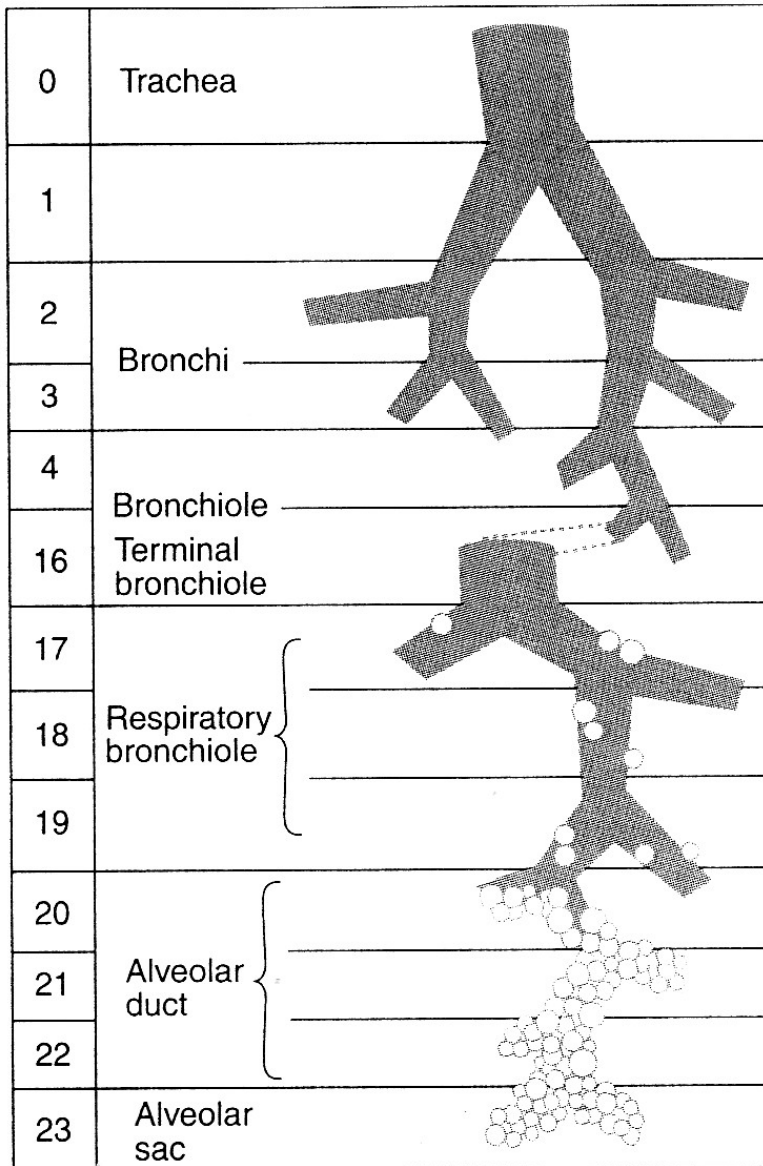 0 Trachea
1
2
Bronchi
3
4
Bronchiole
16 Terminal
bronchiole
17
Respiratory
18 bronchiole
19
20
Alveolar
21 duct
22
23 Alveolar
sac